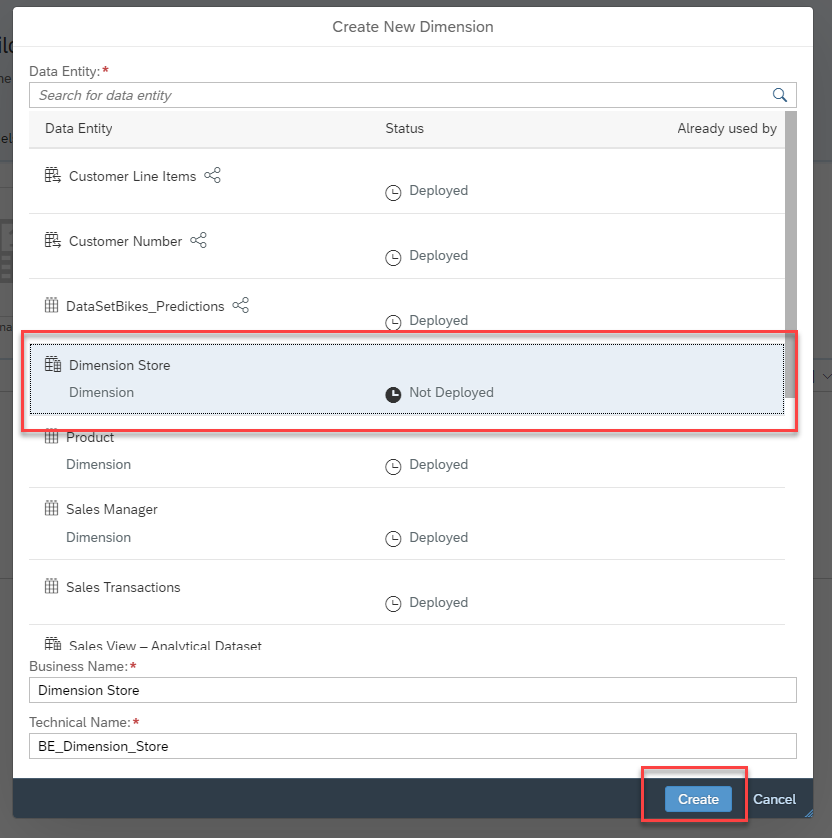 Create New Dimension
Data Entity:*
Search for data entity
Data Entity Status Already used by
Customer Line Items
Deployed
Customer Number
Deployed
DataSetBikes_Predictions
Deployed
Dimension Store
Dimension Not Deployed
Product
Dimension Deployed
Sales Manager
Dimension Deployed
Sales Transactions
Deployed
Sales View – Analytical Dataset
Business Name:*
Dimension Store
Technical Name:*
BE_Dimension_Store
Create Cancel